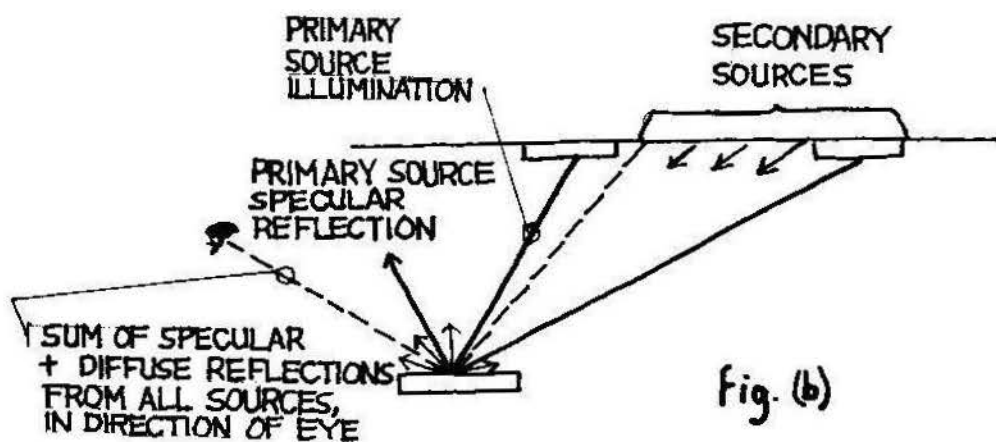 PRIMARY
SOURCE
ILLUMINATION
SECONDARY
SOURCES
PRIMARY SOURCE
SPECULAR
REFLECTION
SUM OF SPECULAR
+ DIFFUSE REFLECTIONS
FROM ALL SOURCES,
IN DIRECTION OF EYE
Fig. (b)